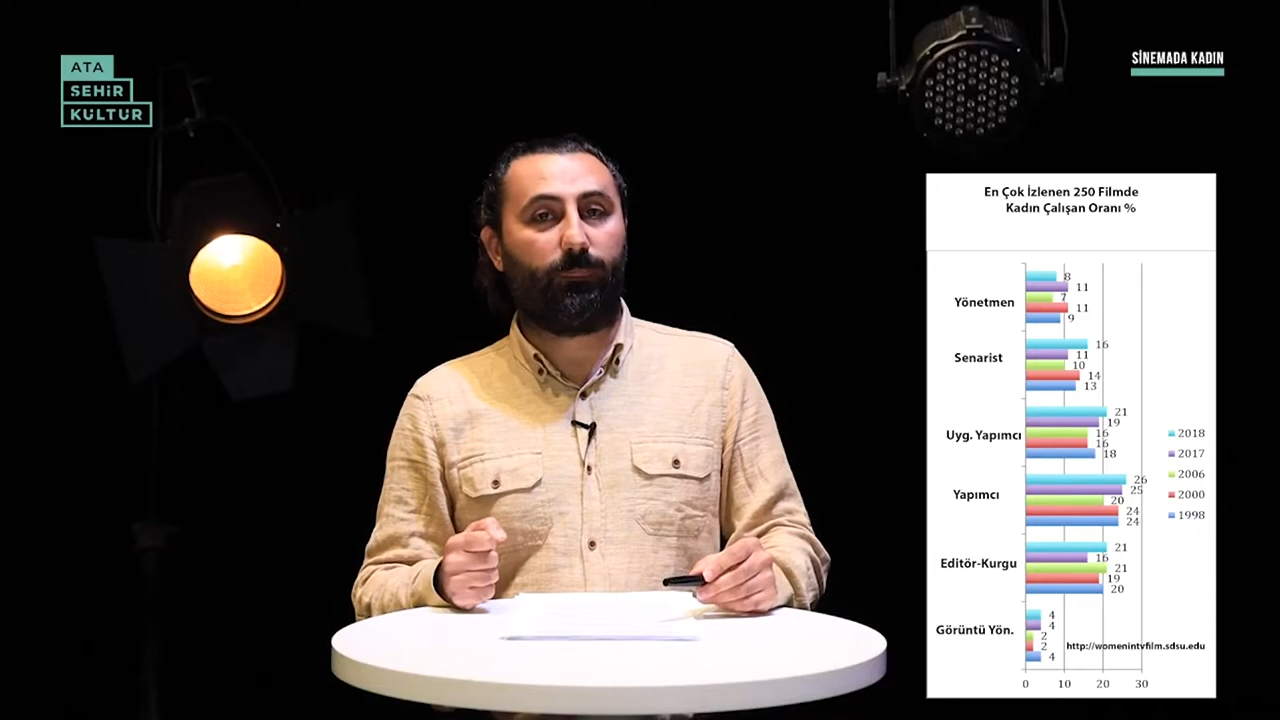 ATA
SEHİR
KÜLTÜR
SİNEMADA KADIN
En Çok İzlenen 250 Filmde
Kadın Çalışan Oranı %
Yönetmen
8
11
7
11
9
Senarist
16
11
10
14
13
Uyg. Yapımcı
21
19
16
16
18
Yapımcı
26
25
20
24
24
Editör-Kurgu
21
16
21
19
20
Görüntü Yön.
4
4
2
2
4
2018
2017
2006
2000
1998
http://womenintvfilm.sdsu.edu
0 10 20 30